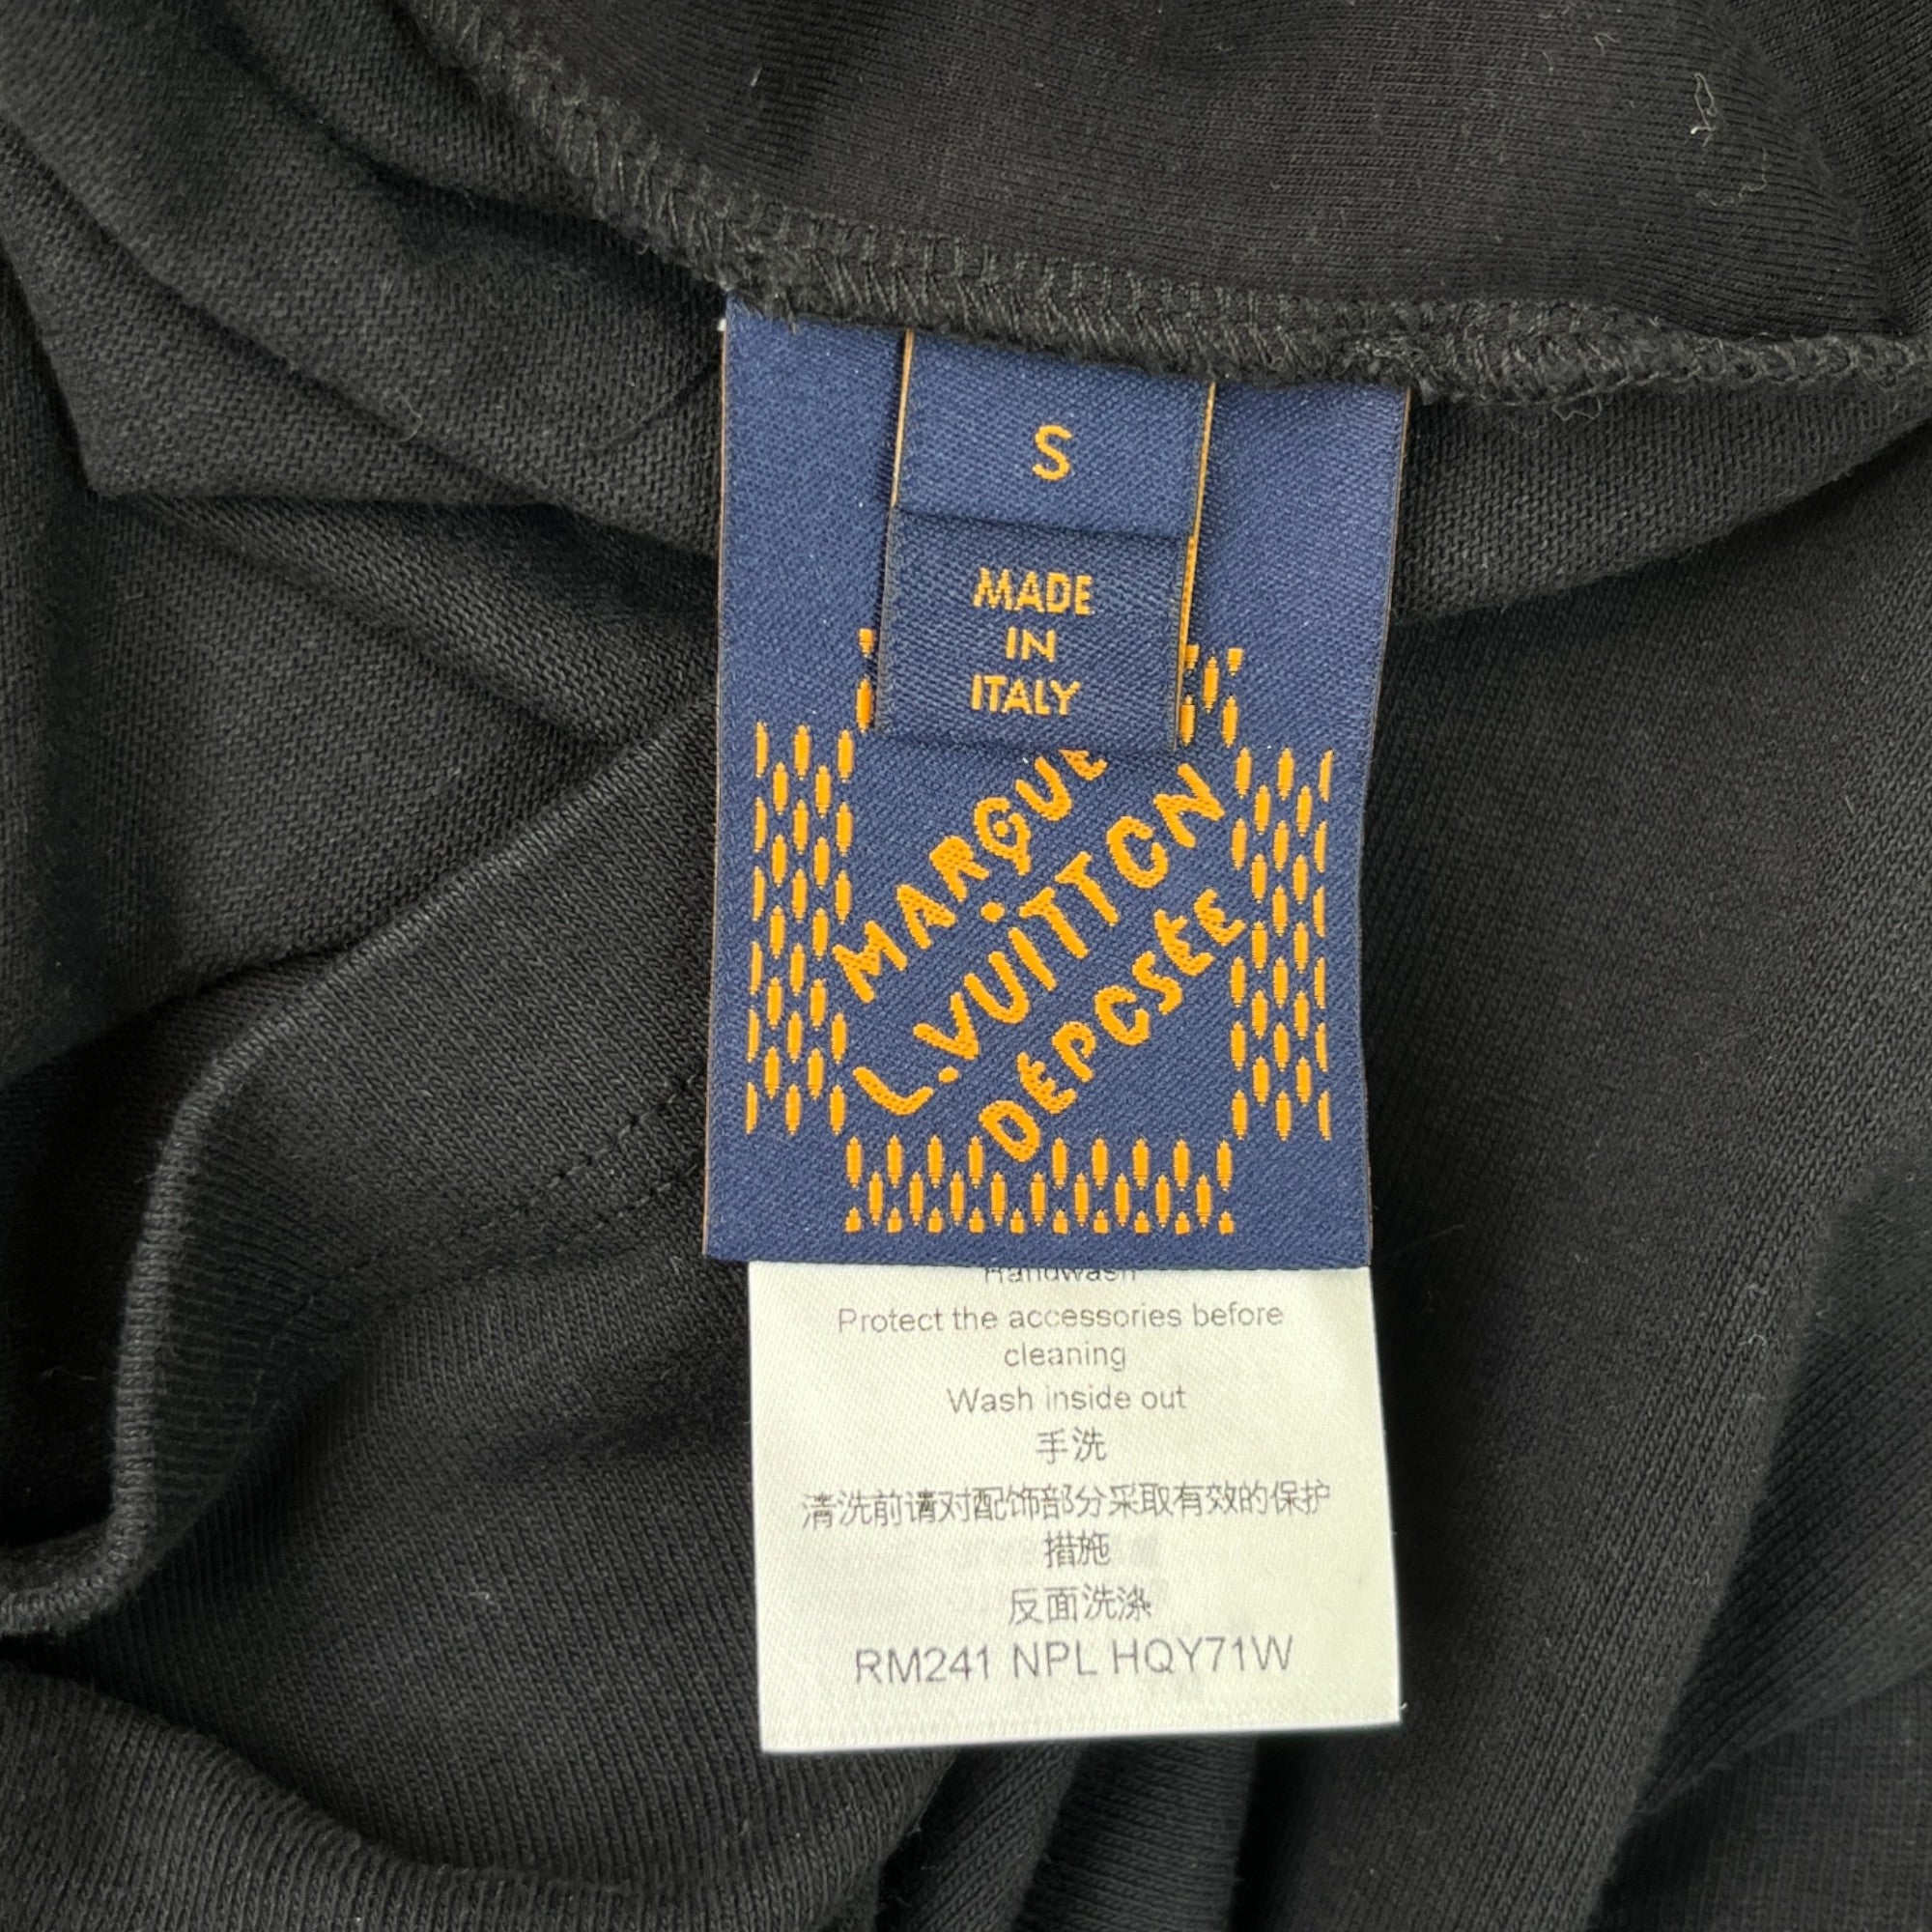 S
MADE
IN
ITALY
MARQUE
L.VUITTON
DÉPOSÉE
Handwash
Protect the accessories before
cleaning
Wash inside out
手洗
清洗前请对配饰部分采取有效的保护
措施
反面洗涤
RM241 NPL HQY71W